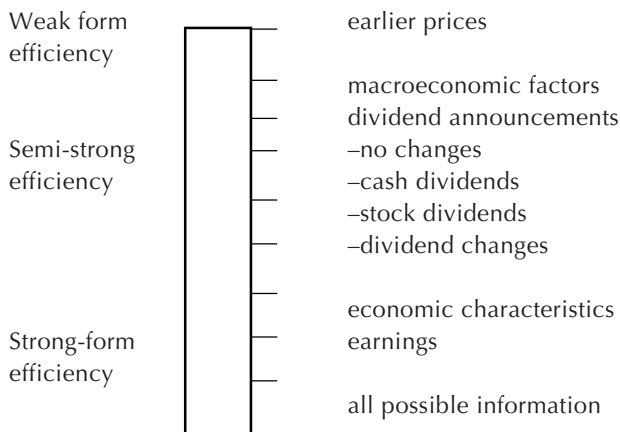 Weak form
efficiency
Semi-strong
efficiency
Strong-form
efficiency
earlier prices
macroeconomic factors
dividend announcements
–no changes
–cash dividends
–stock dividends
–dividend changes
economic characteristics
earnings
all possible information